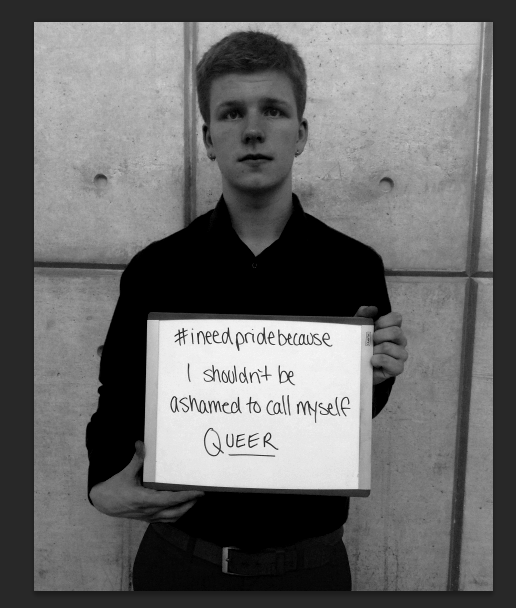 #ineedpridebecause
I shouldn't be
ashamed to call myself
QUEER